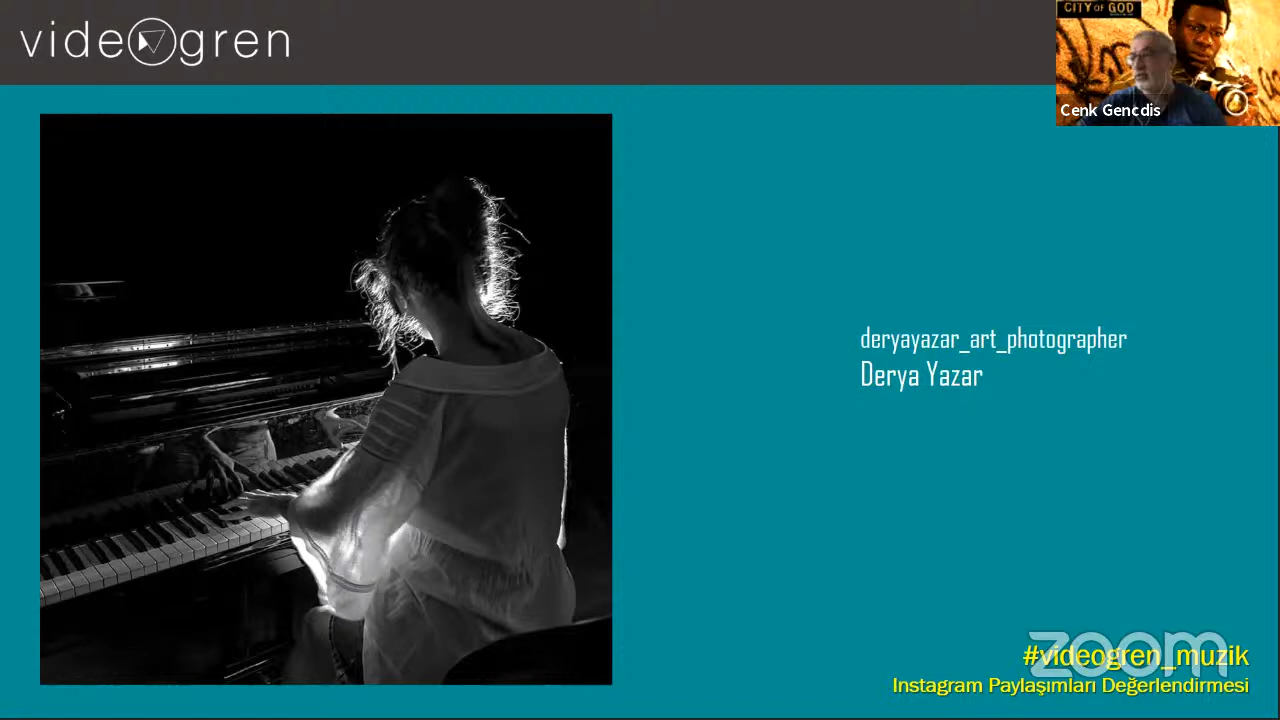 videogren
CITY OF GOD
Cenk Gencdis
deryayazar_art_photographer
Derya Yazar
zoom
#videogren_muzik
Instagram Paylaşımları Değerlendirmesi